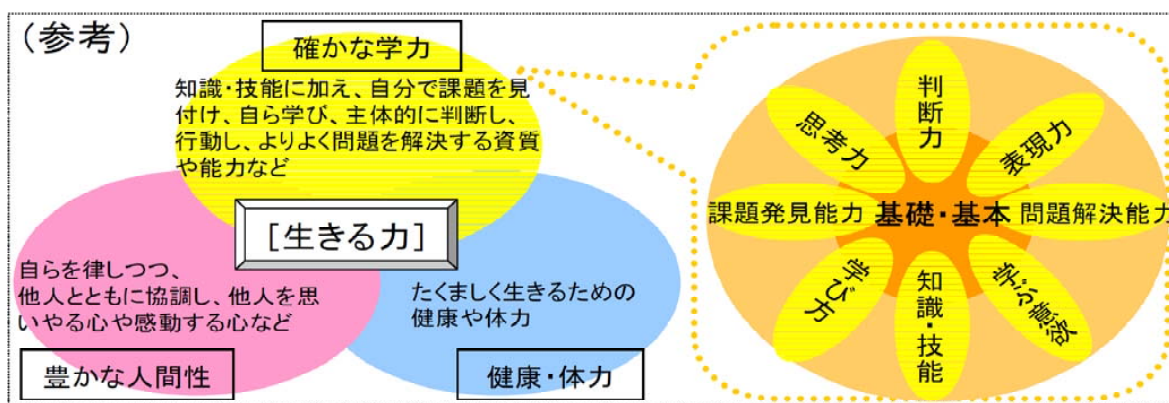 （参考）
確かな学力
知識・技能に加え、自分で課題を見
付け、自ら学び、主体的に判断し、
行動し、よりよく問題を解決する資質
や能力など
［生きる力］
自らを律しつつ、
他人とともに協調し、他人を思
いやる心や感動する心など
豊かな人間性
たくましく生きるための
健康や体力
健康・体力
判断力
思考力
表現力
課題発見能力
基礎・基本
問題解決能力
学び方
知識・技能
学ぶ意欲